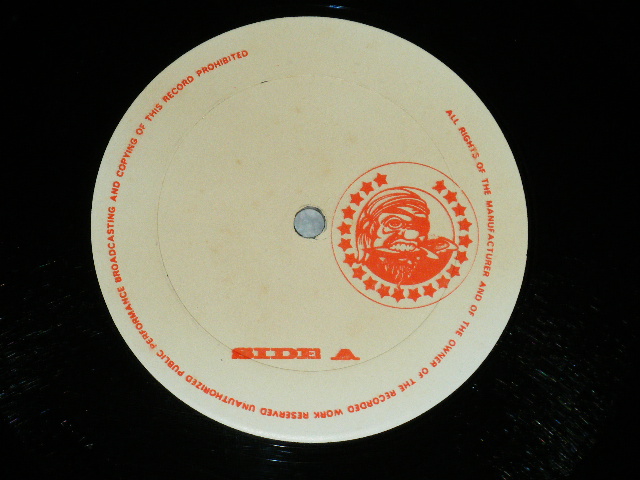 ALL RIGHTS OF THE MANUFACTURER AND OF THE OWNER OF THE RECORDED WORK RESERVED UNAUTHORIZED PUBLIC PERFORMANCE BROADCASTING AND COPYING OF THIS RECORD PROHIBITED
SIDE A